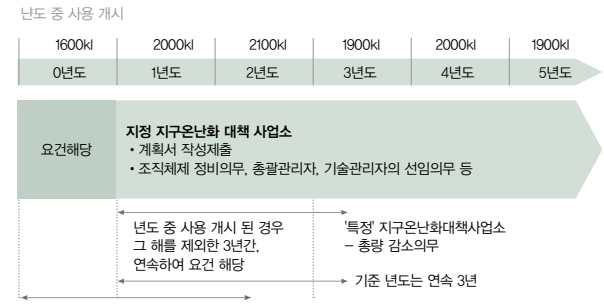 년도 중 사용 개시
1600kl 2000kl 2100kl 1900kl 2000kl 1900kl
0년도 1년도 2년도 3년도 4년도 5년도
요건해당
지정 지구온난화 대책 사업소
• 계획서 작성제출
• 조직체제 정비의무, 총괄관리자, 기술관리자의 선임의무 등
년도 중 사용 개시 된 경우
그 해를 제외한 3년간,
연속하여 요건 해당
'특정' 지구온난화대책사업소
– 총량 감소의무
기준 년도는 연속 3년